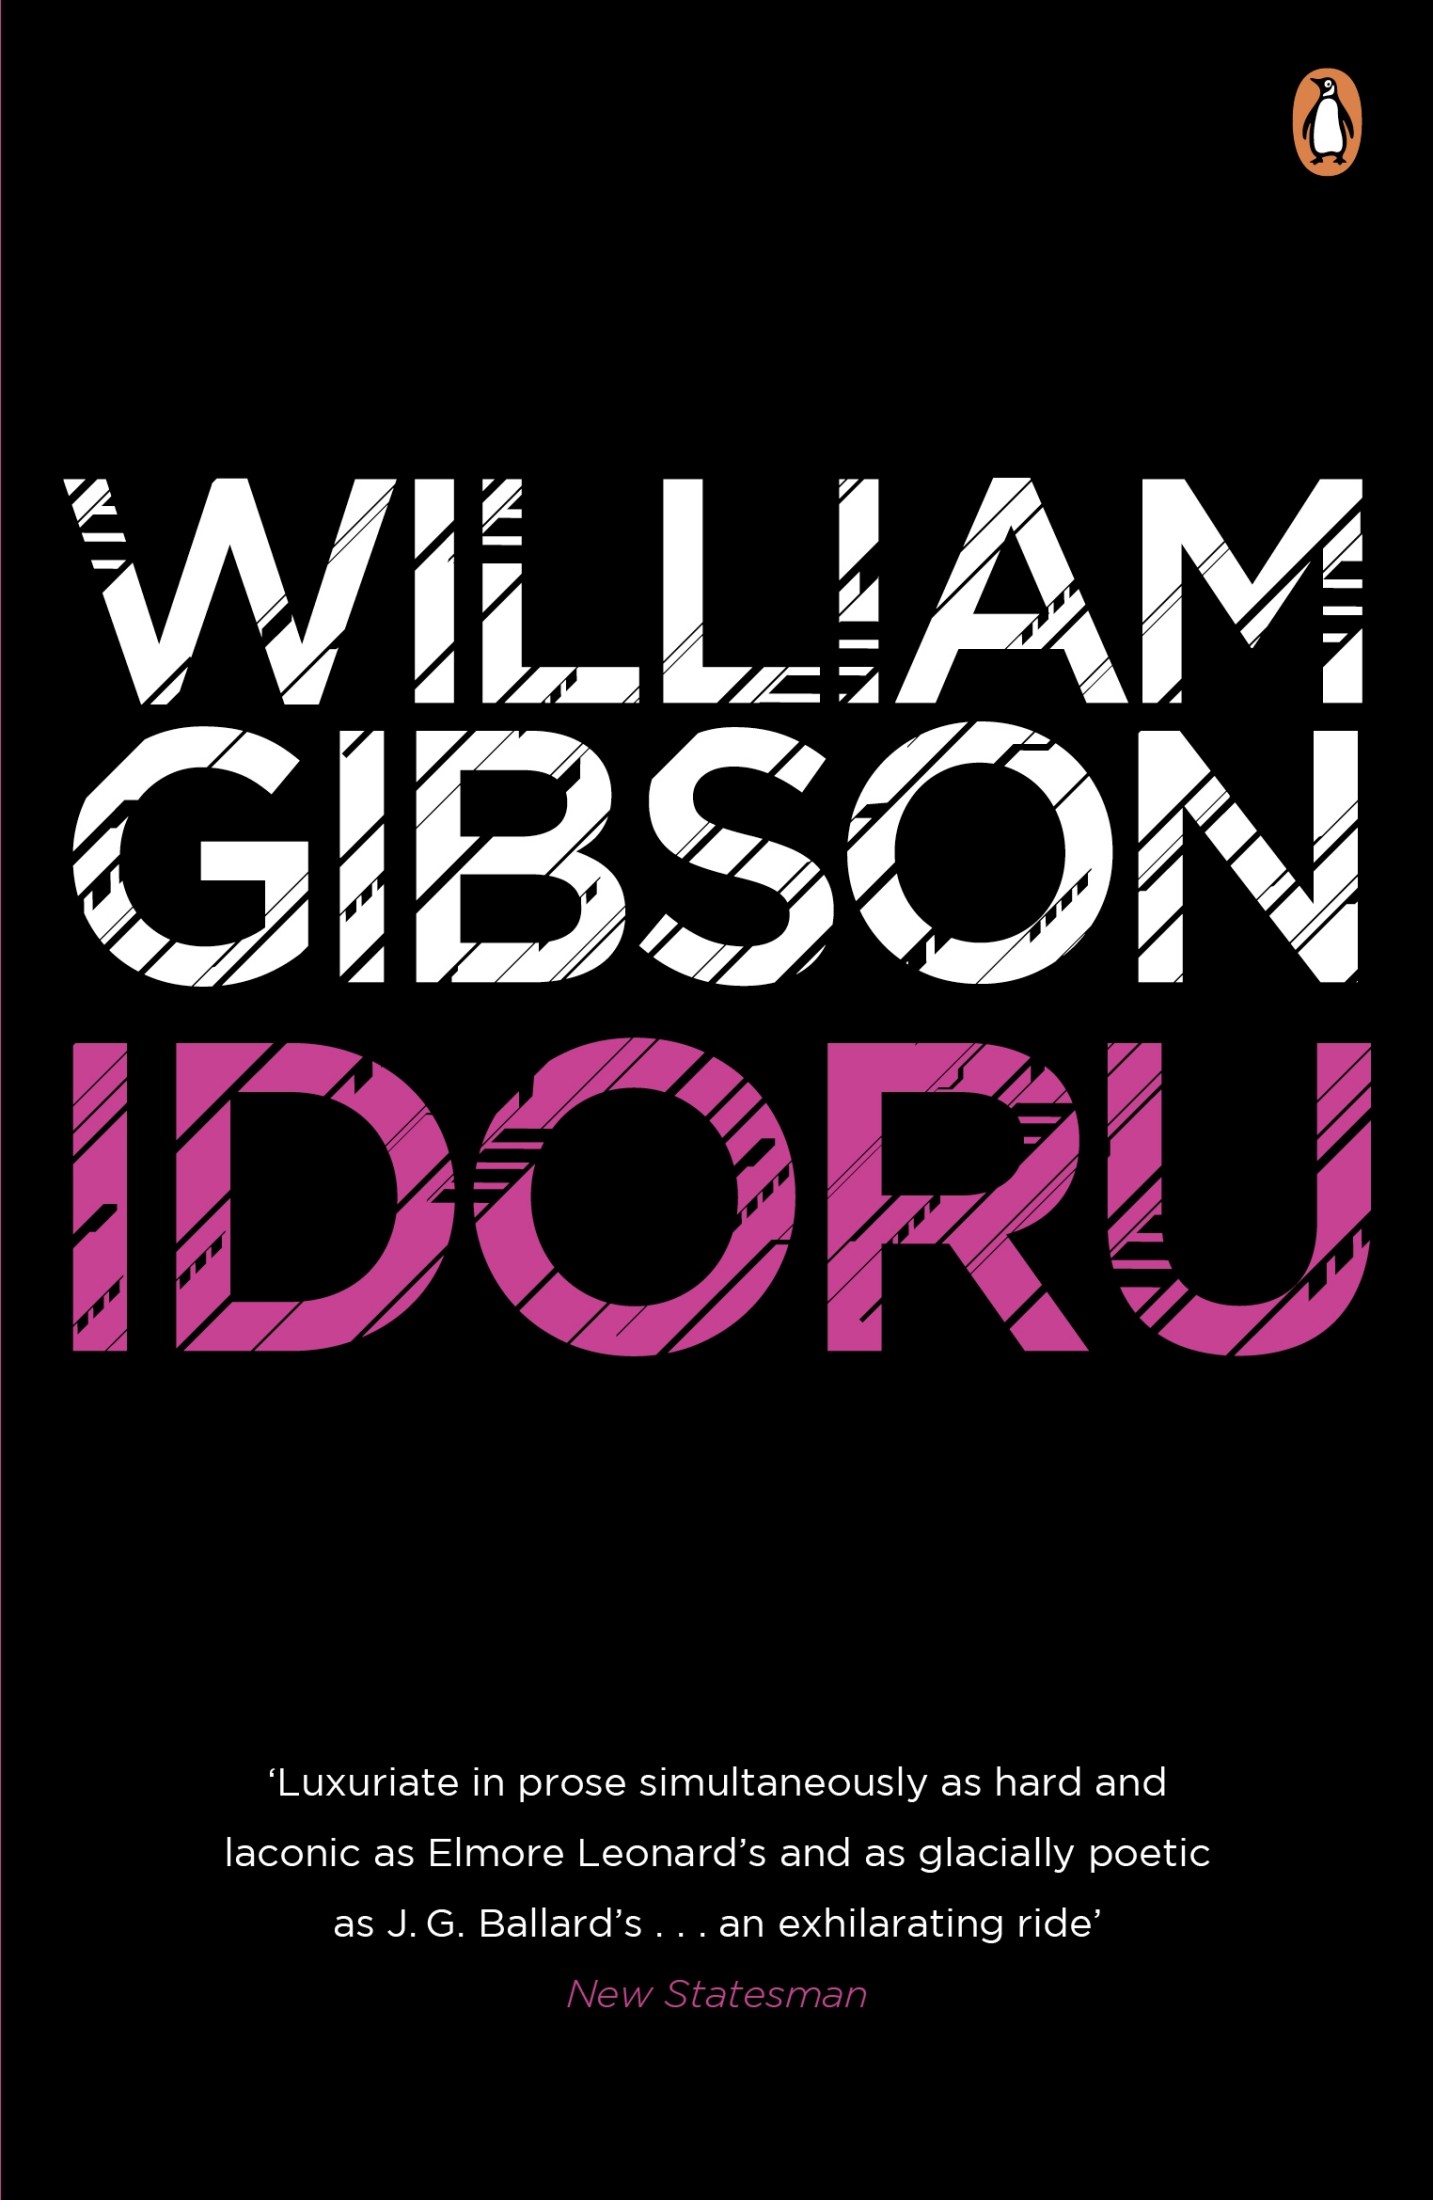 WILLIAM
GIBSON
IDORU
‘Luxuriate in prose simultaneously as hard and
laconic as Elmore Leonard’s and as glacially poetic
as J. G. Ballard’s . . . an exhilarating ride’
New Statesman